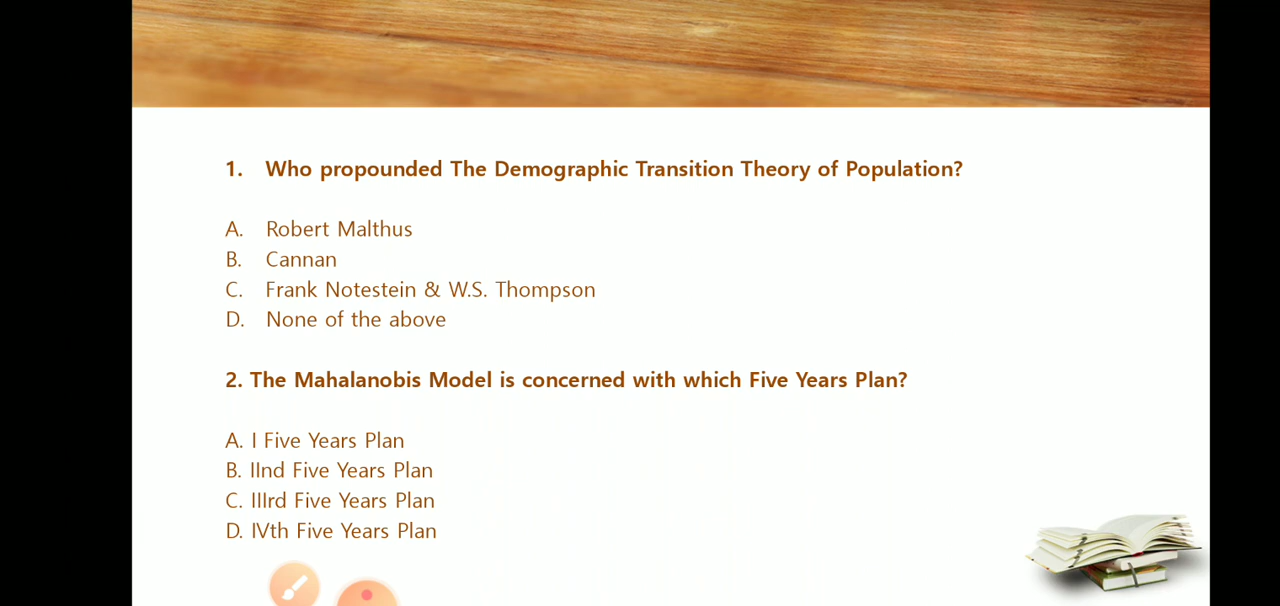 1. Who propounded The Demographic Transition Theory of Population?
A. Robert Malthus
B. Cannan
C. Frank Notestein & W.S. Thompson
D. None of the above
2. The Mahalanobis Model is concerned with which Five Years Plan?
A. I Five Years Plan
B. IInd Five Years Plan
C. IIIrd Five Years Plan
D. IVth Five Years Plan